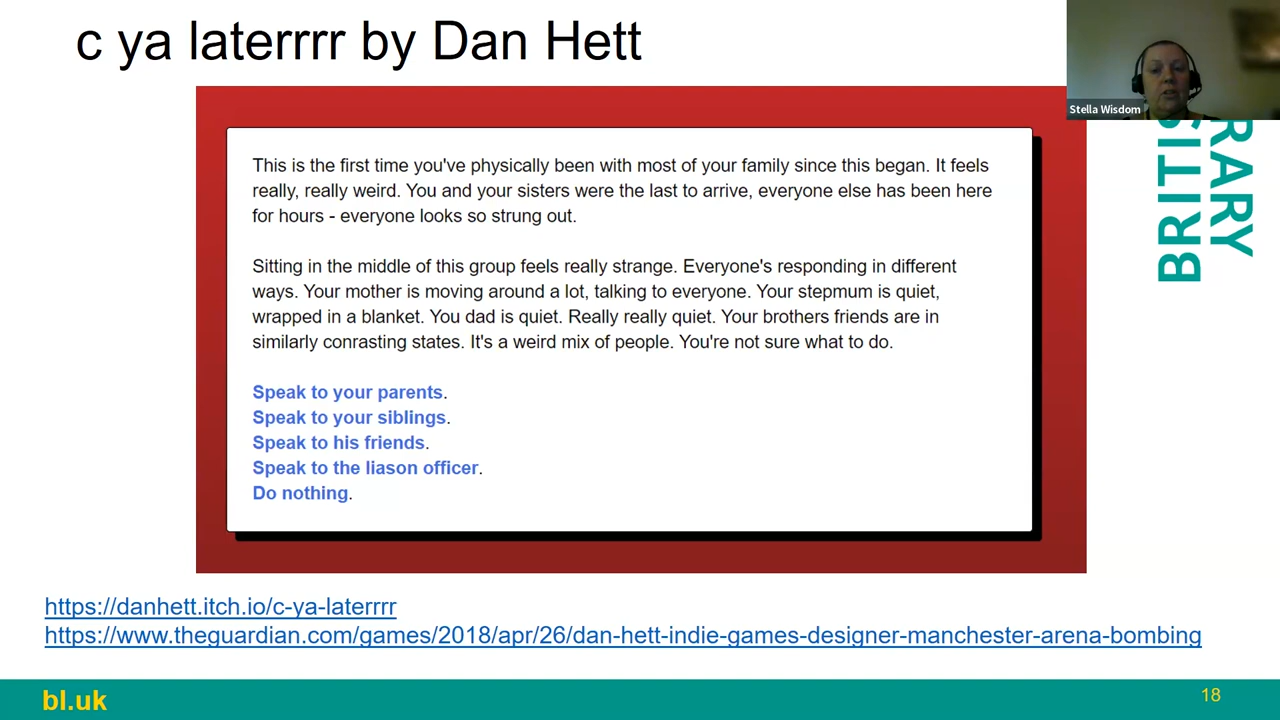 c ya laterrrr by Dan Hett
Stella Wisdom
BRITIS
RARY
This is the first time you've physically been with most of your family since this began. It feels
really, really weird. You and your sisters were the last to arrive, everyone else has been here
for hours - everyone looks so strung out.
Sitting in the middle of this group feels really strange. Everyone's responding in different
ways. Your mother is moving around a lot, talking to everyone. Your stepmum is quiet,
wrapped in a blanket. You dad is quiet. Really really quiet. Your brothers friends are in
similarly conrasting states. It's a weird mix of people. You're not sure what to do.
Speak to your parents.
Speak to your siblings.
Speak to his friends.
Speak to the liason officer.
Do nothing.
https://danhett.itch.io/c-ya-laterrrr
https://www.theguardian.com/games/2018/apr/26/dan-hett-indie-games-designer-manchester-arena-bombing
bl.uk
18